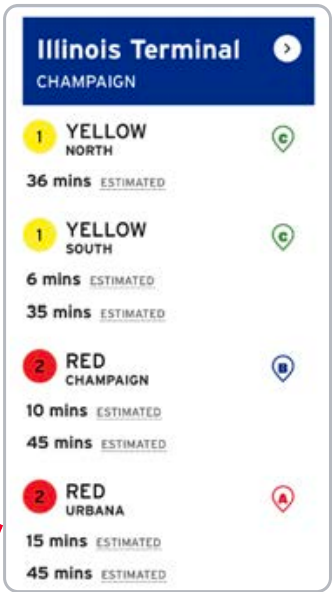 Illinois Terminal
CHAMPAIGN
1 YELLOW C
NORTH
36 mins ESTIMATED
1 YELLOW C
SOUTH
6 mins ESTIMATED
35 mins ESTIMATED
2 RED B
CHAMPAIGN
10 mins ESTIMATED
45 mins ESTIMATED
2 RED A
URBANA
15 mins ESTIMATED
45 mins ESTIMATED